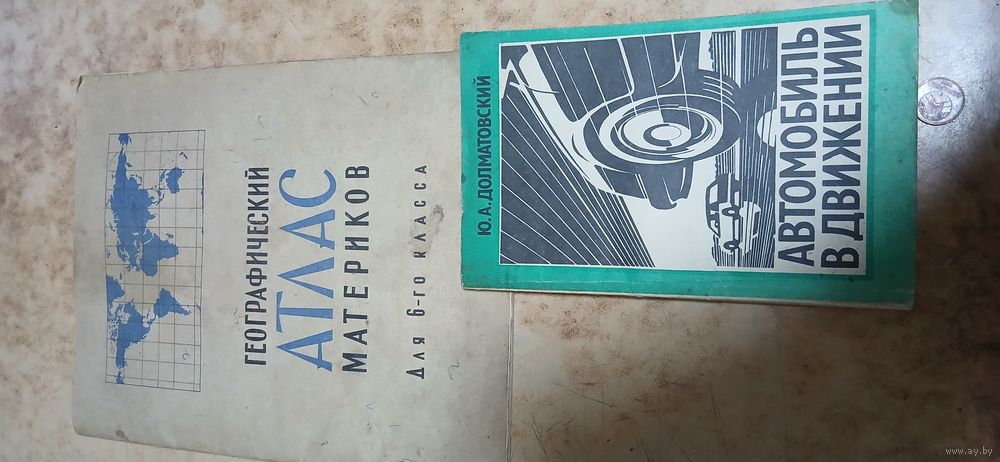 ГЕОГРАФИЧЕСКИЙ
АТЛАС
МАТЕРИКОВ
Для 6-го класса
Ю.А.ДОЛМАТОВСКИЙ
АВТОМОБИЛЬ
В ДВИЖЕНИИ
www.ay.by